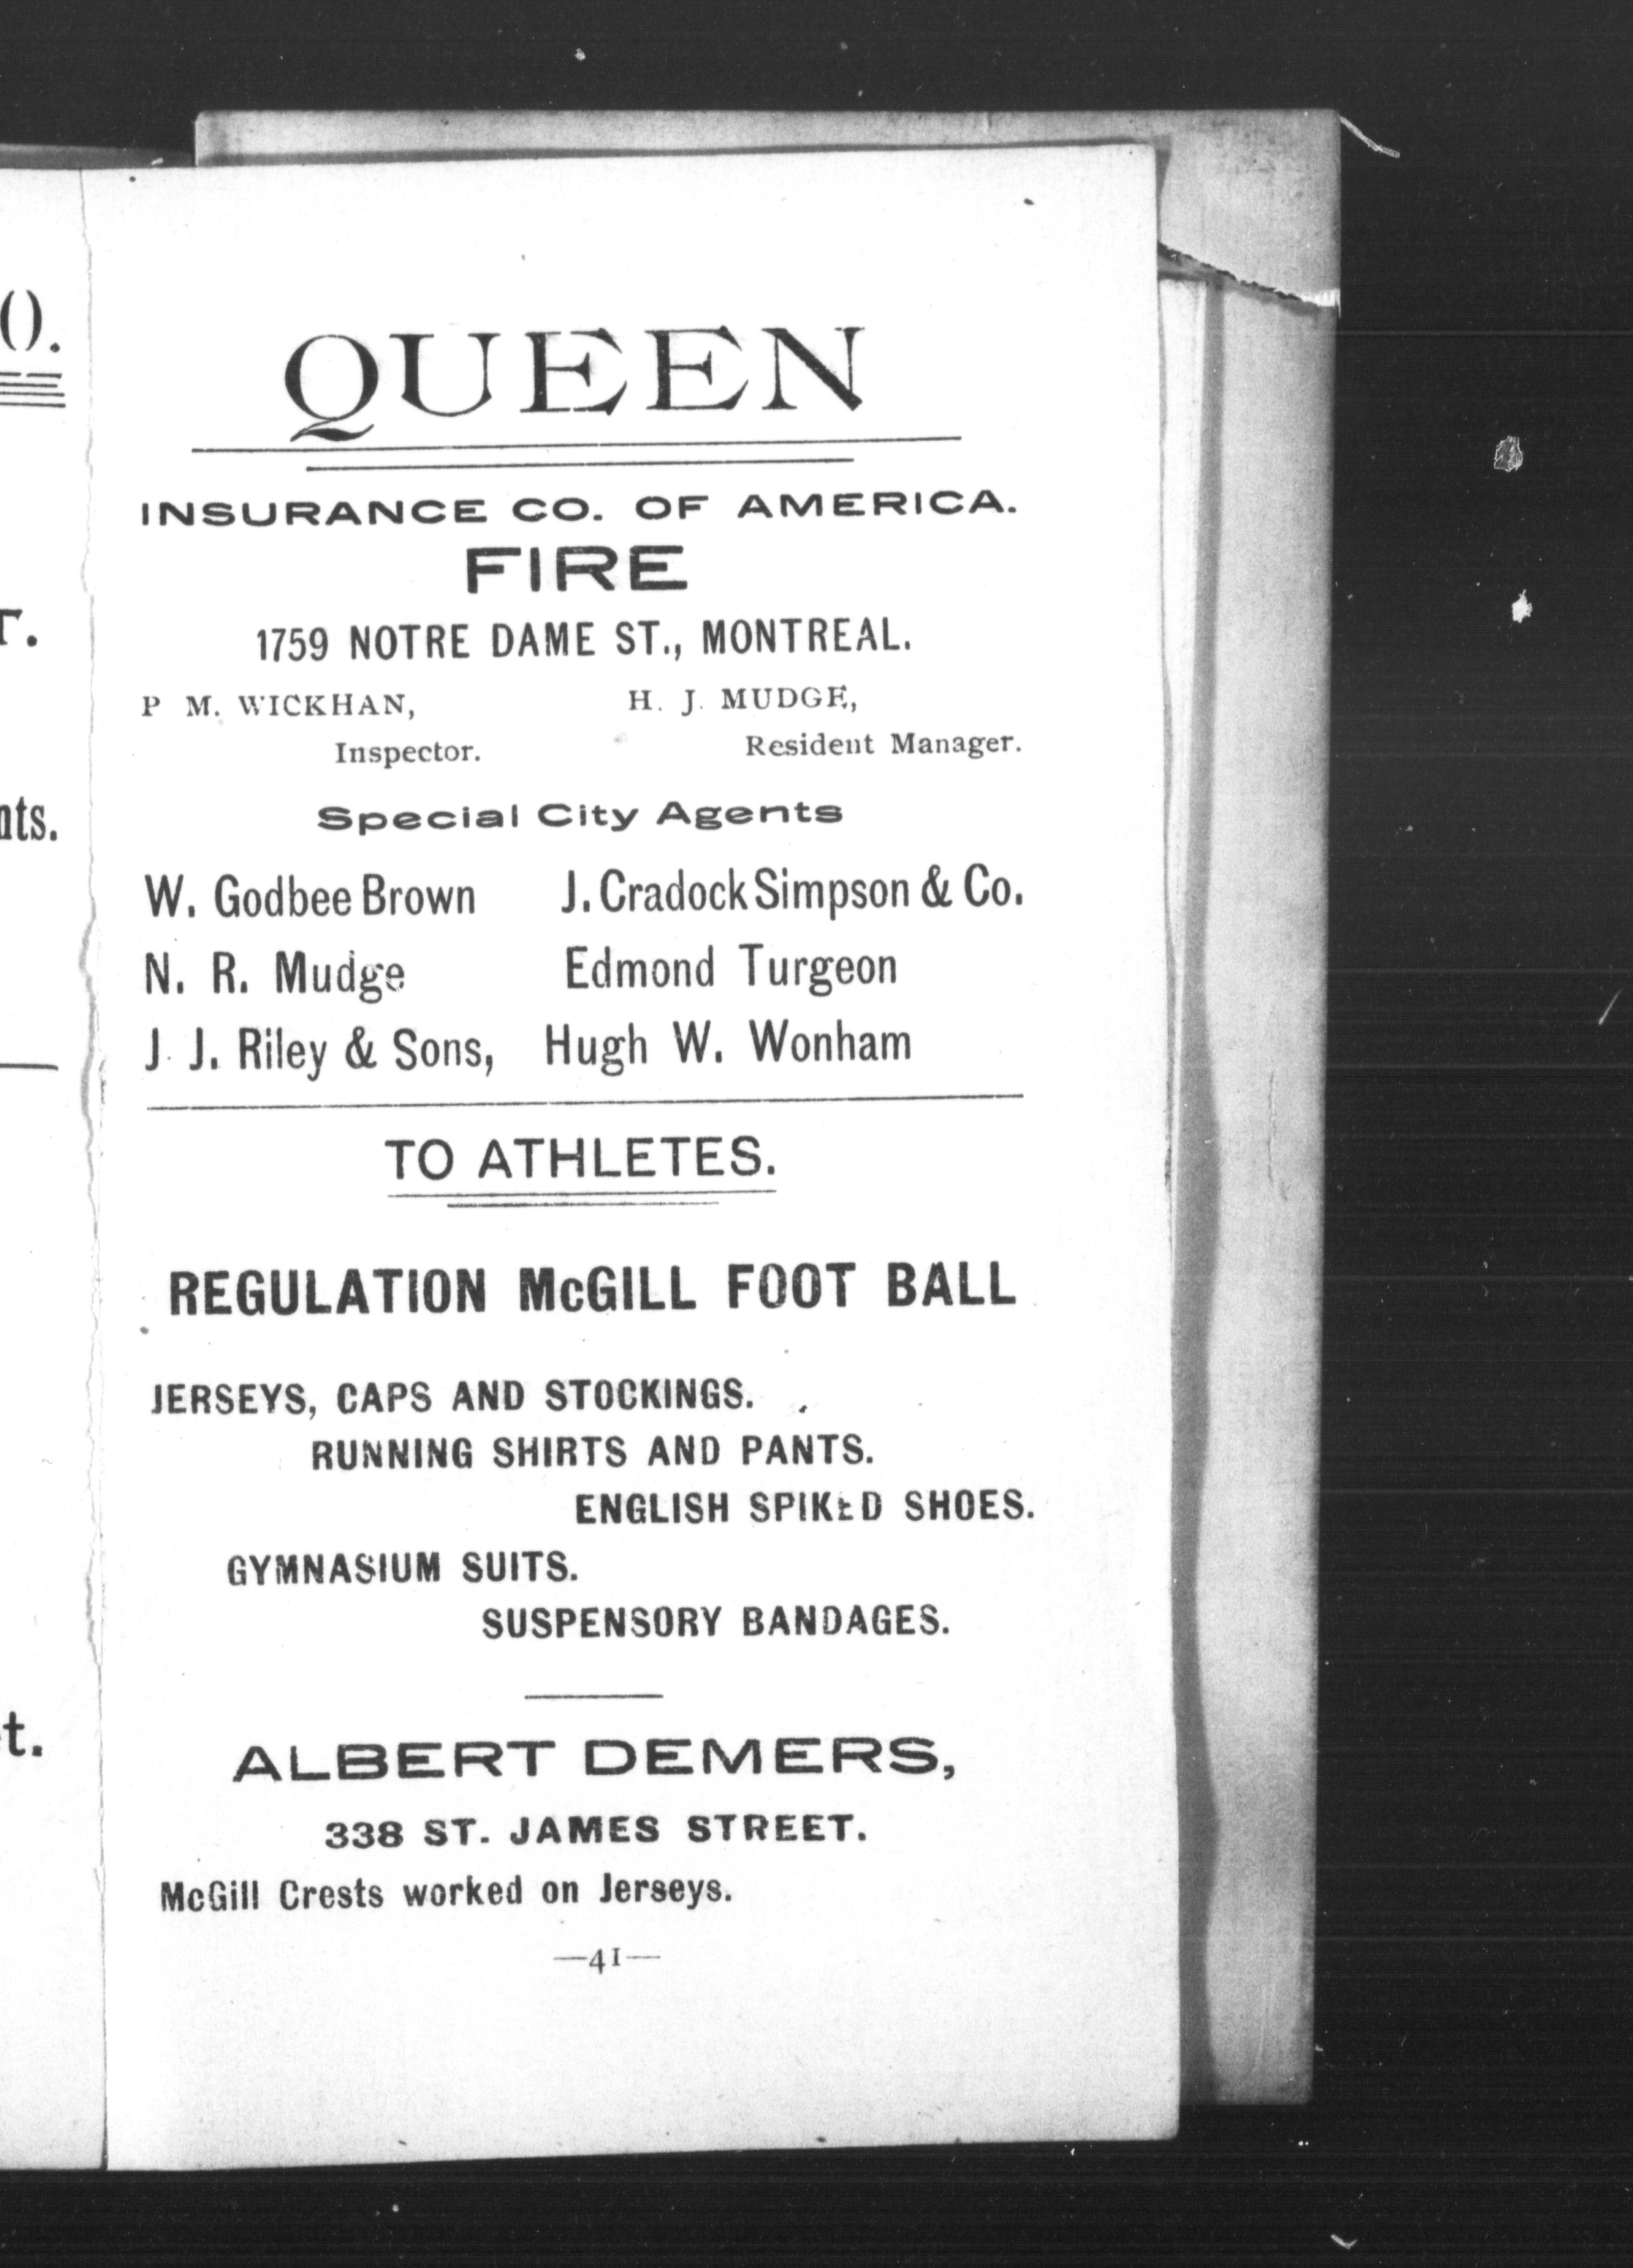 QUEEN
INSURANCE CO. OF AMERICA.
FIRE
1759 NOTRE DAME ST., MONTREAL.
P M. WICKHAN, H. J. MUDGE,
Inspector. Resident Manager.
Special City Agents
W. Godbee Brown J. Cradock Simpson & Co.
N. R. Mudge Edmond Turgeon
J J. Riley & Sons, Hugh W. Wonham
TO ATHLETES.
REGULATION McGILL FOOT BALL
JERSEYS, CAPS AND STOCKINGS.
RUNNING SHIRTS AND PANTS.
ENGLISH SPIKED SHOES.
GYMNASIUM SUITS.
SUSPENSORY BANDAGES.
ALBERT DEMERS,
338 ST. JAMES STREET.
McGill Crests worked on Jerseys.
—41—